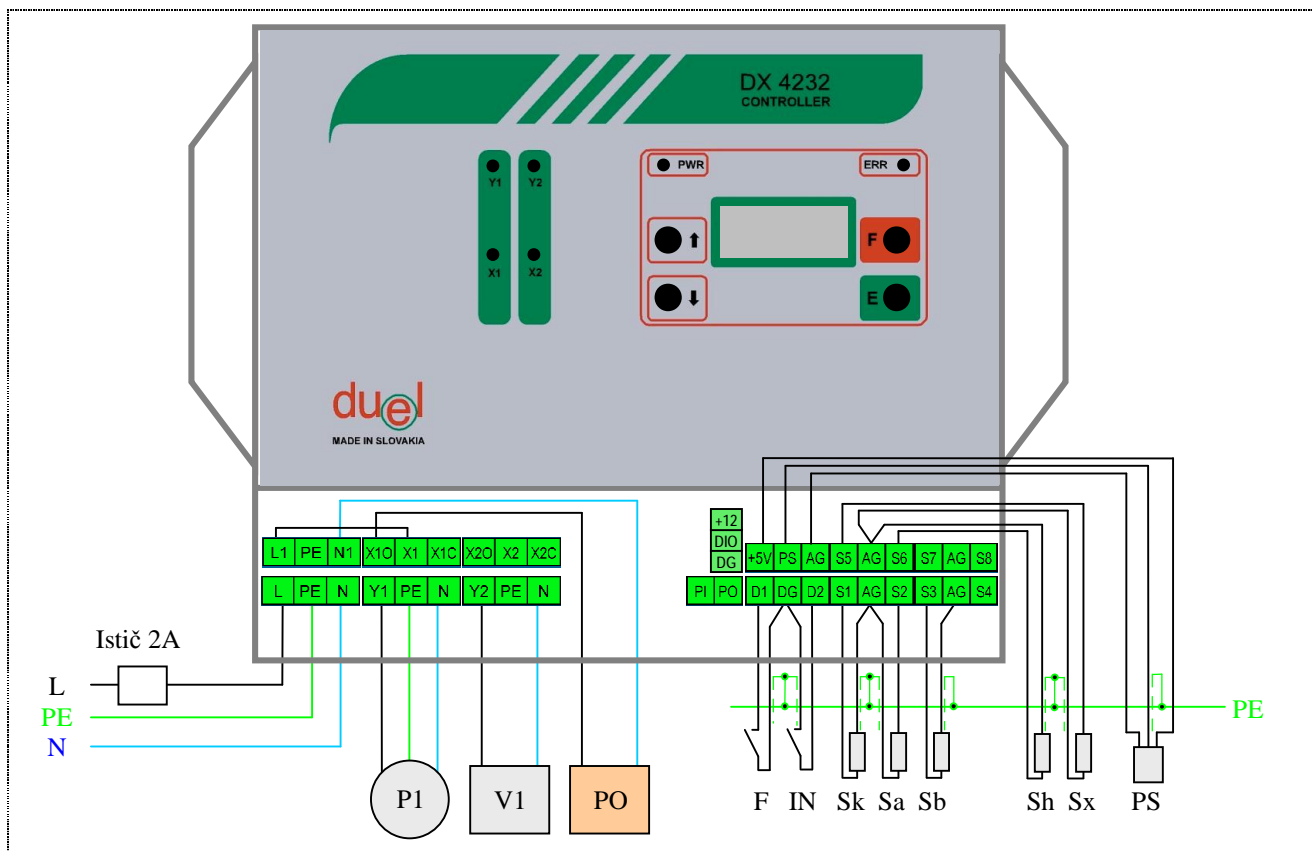 DX 4232
CONTROLLER
PWR
ERR
Y1 Y2
F
X1 X2
E
duel
MADE IN SLOVAKIA
+12
DIO
DG
L1 PE N1 X1O X1 X1C X2O X2 X2C
+5V PS AG S5 AG S6 S7 AG S8
L PE N Y1 PE N Y2 PE N
PI PO D1 DG D2 S1 AG S2 S3 AG S4
Istič 2A
L
PE
N
PE
P1 V1 PO
F IN Sk Sa Sb Sh Sx PS